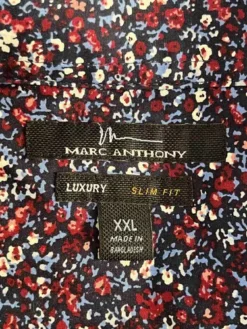 MARC ANTHONY
LUXURY SLIM FIT
XXL
MADE IN
BANGLADESH